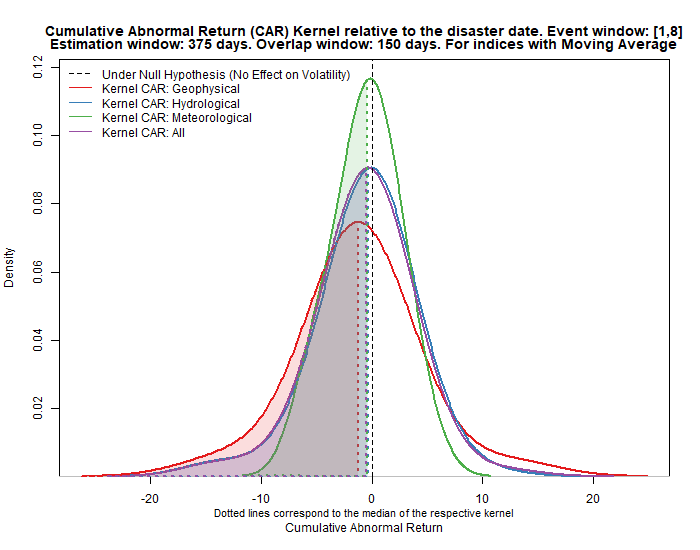 Cumulative Abnormal Return (CAR) Kernel relative to the disaster date. Event window: [1,8]
Estimation window: 375 days. Overlap window: 150 days. For indices with Moving Average
Under Null Hypothesis (No Effect on Volatility)
Kernel CAR: Geophysical
Kernel CAR: Hydrological
Kernel CAR: Meteorological
Kernel CAR: All
Density
0.12
0.10
0.08
0.06
0.04
0.02
-20 -10 0 10 20
Dotted lines correspond to the median of the respective kernel
Cumulative Abnormal Return